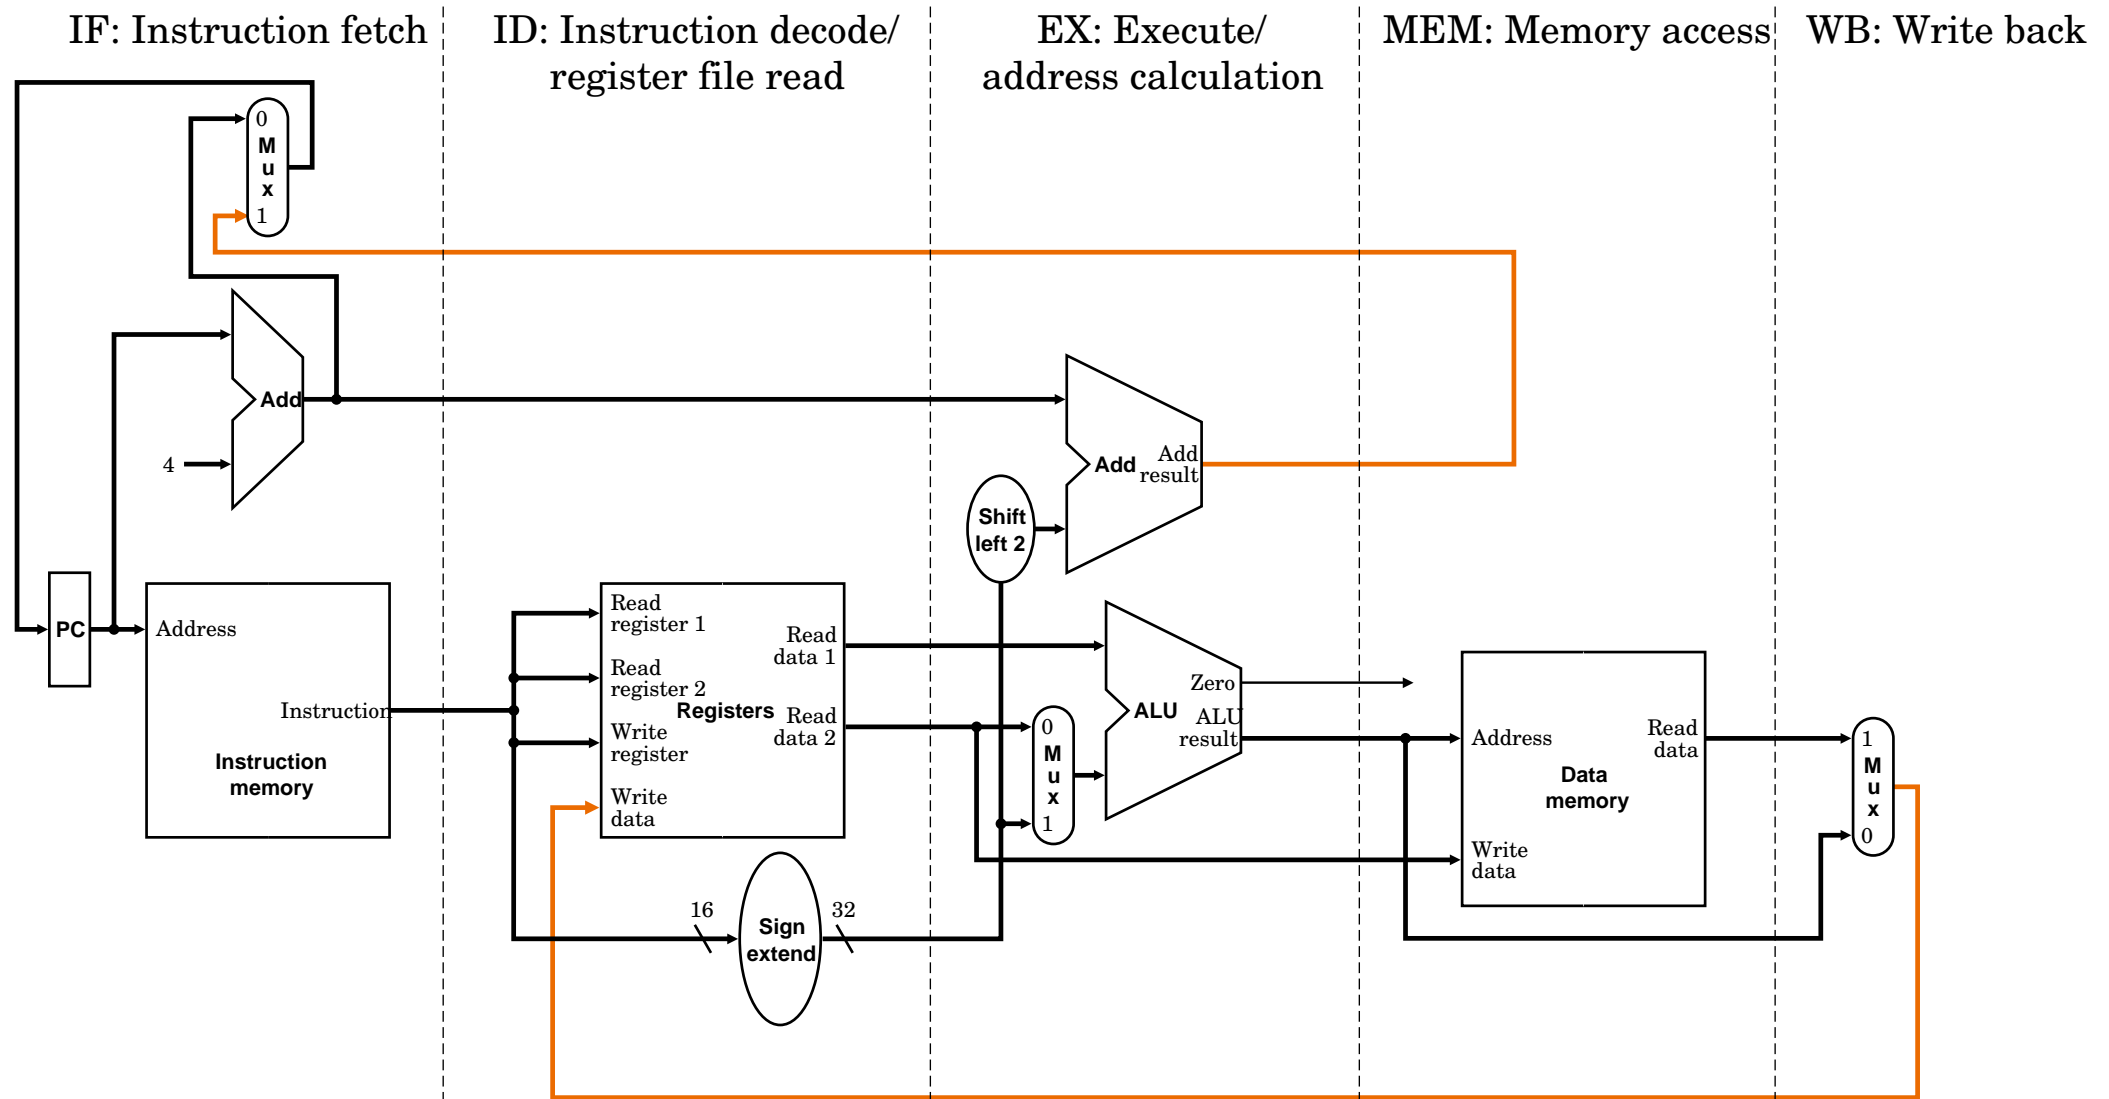 IF: Instruction fetch
ID: Instruction decode/
register file read
EX: Execute/
address calculation
MEM: Memory access
WB: Write back
0
M
u
x
1
Add
4
Add
Add
result
Shift
left 2
PC
Address
Instruction
Instruction
memory
Read
register 1
Read
register 2
Write
register
Write
data
Registers
Read
data 1
Read
data 2
16
Sign
extend
32
0
M
u
x
1
Zero
ALU
ALU
result
Address
Read
data
Data
memory
Write
data
1
M
u
x
0